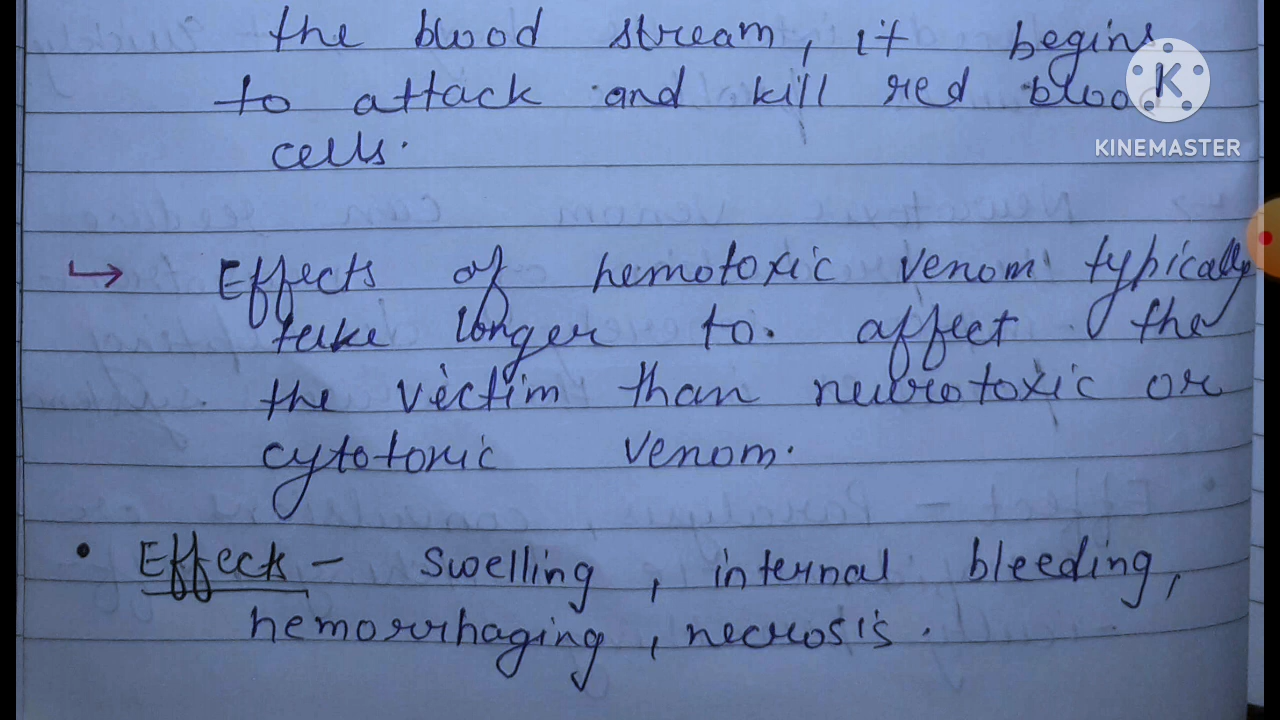 the blood stream, it begins
to attack and kill red blood
cells.
K
KINEMASTER
↳ Effects of hemotoxic venom typically
take longer to. affect the
the victim than neurotoxic or
cytotoxic venom.
• Effects - Swelling, internal bleeding,
hemorrhaging, necrosis.